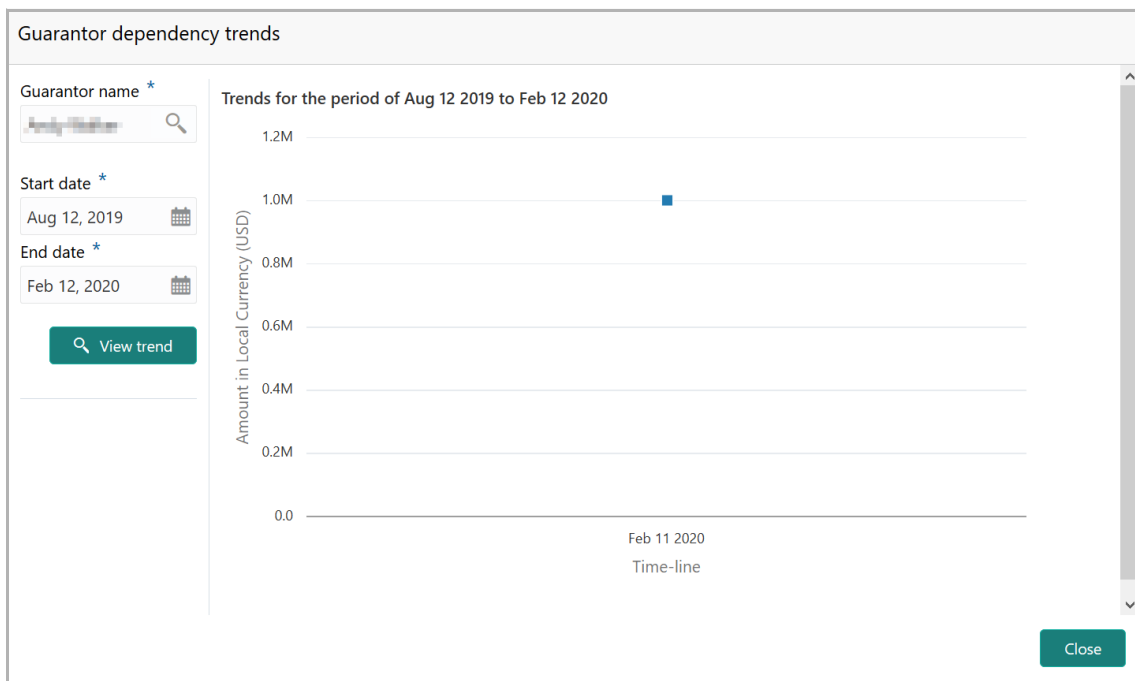 Guarantor dependency trends
Guarantor name *
Start date *
Aug 12, 2019
End date *
Feb 12, 2020
View trend
Trends for the period of Aug 12 2019 to Feb 12 2020
Amount in Local Currency (USD)
1.2M
1.0M
0.8M
0.6M
0.4M
0.2M
0.0
Feb 11 2020
Time-line
Close